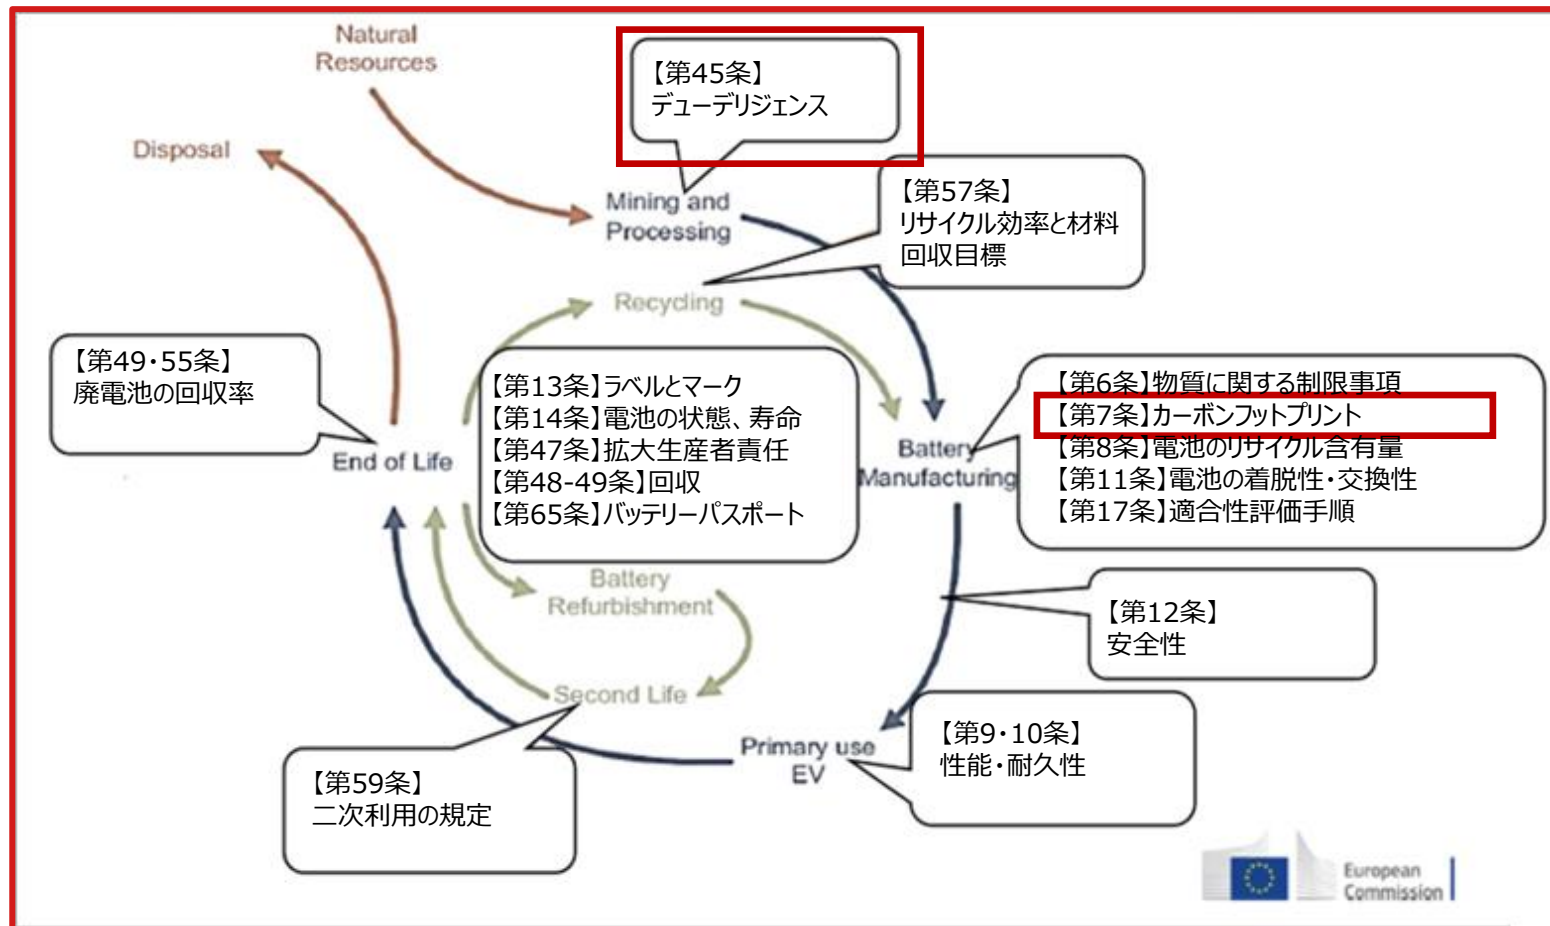 Natural
Resources
【第45条】
デューデリジェンス
Disposal
【第57条】
リサイクル効率と材料
回収目標
Mining and
Processing
Recycling
【第49・55条】
廃電池の回収率
【第13条】ラベルとマーク
【第14条】電池の状態、寿命
【第47条】拡大生産者責任
【第48-49条】回収
【第65条】バッテリーパスポート
【第6条】物質に関する制限事項
【第7条】カーボンフットプリント
【第8条】電池のリサイクル含有量
【第11条】電池の着脱性・交換性
【第17条】適合性評価手順
End of Life
Battery
Manufacturing
Battery
Refurbishment
【第12条】
安全性
Second Life
Primary use
EV
【第9・10条】
性能・耐久性
【第59条】
二次利用の規定
European
Commission